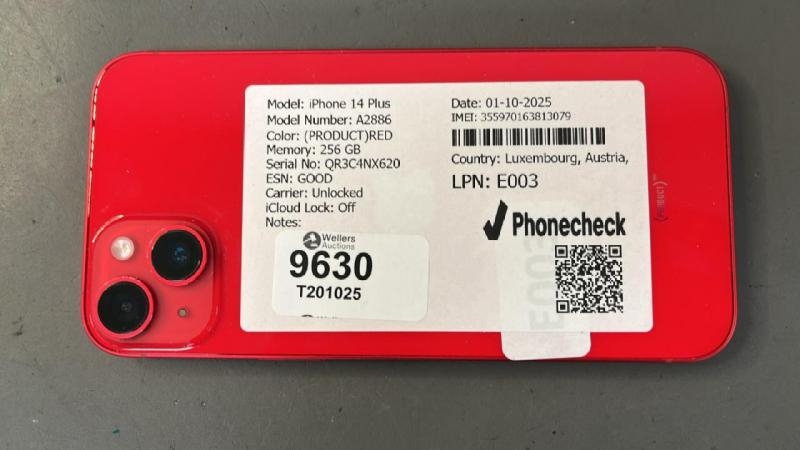 Model: iPhone 14 Plus
Model Number: A2886
Color: (PRODUCT)RED
Memory: 256 GB
Serial No: QR3C4NX620
ESN: GOOD
Carrier: Unlocked
iCloud Lock: Off
Notes:
Wellers
Auctions
9630
T201025
Date: 01-10-2025
IMEI: 355970163813079
Country: Luxembourg, Austria,
LPN: E003
Phonecheck
E003
(PRODUCT)